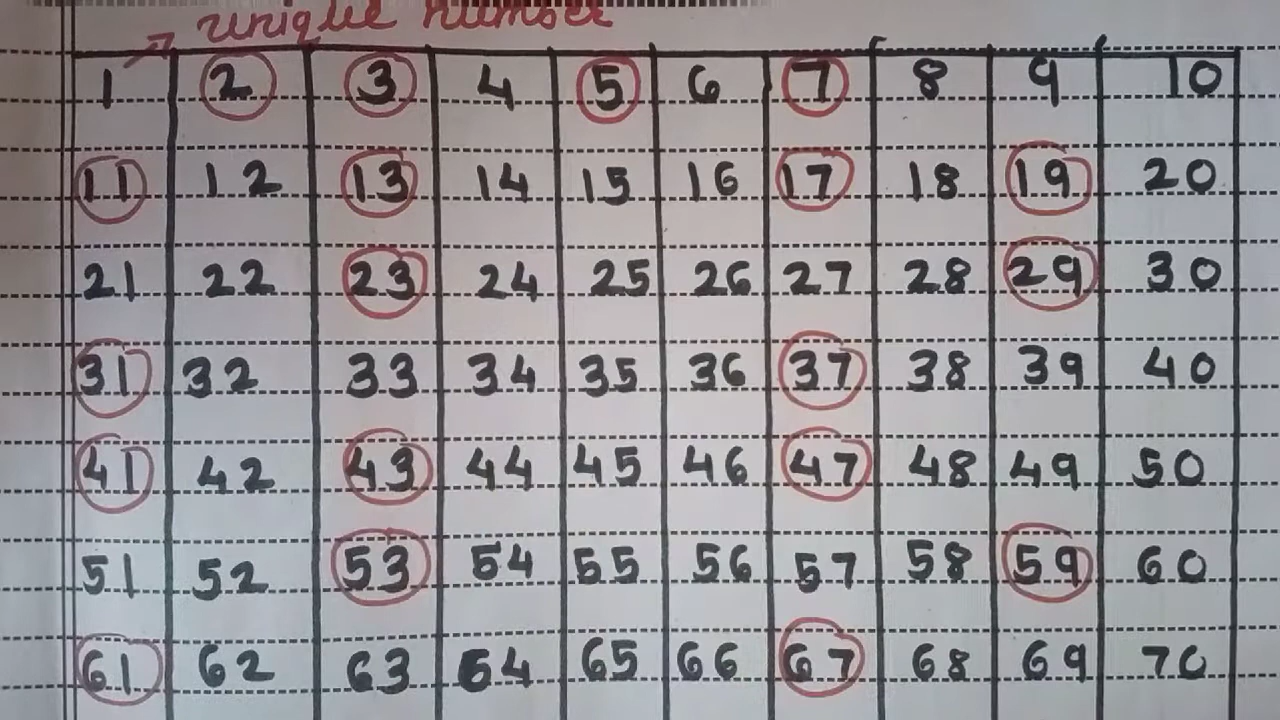 unique number
1 2 3 4 5 6 7 8 9 10
11 12 13 14 15 16 17 18 19 20
21 22 23 24 25 26 27 28 29 30
31 32 33 34 35 36 37 38 39 40
41 42 43 44 45 46 47 48 49 50
51 52 53 54 55 56 57 58 59 60
61 62 63 64 65 66 67 68 69 70